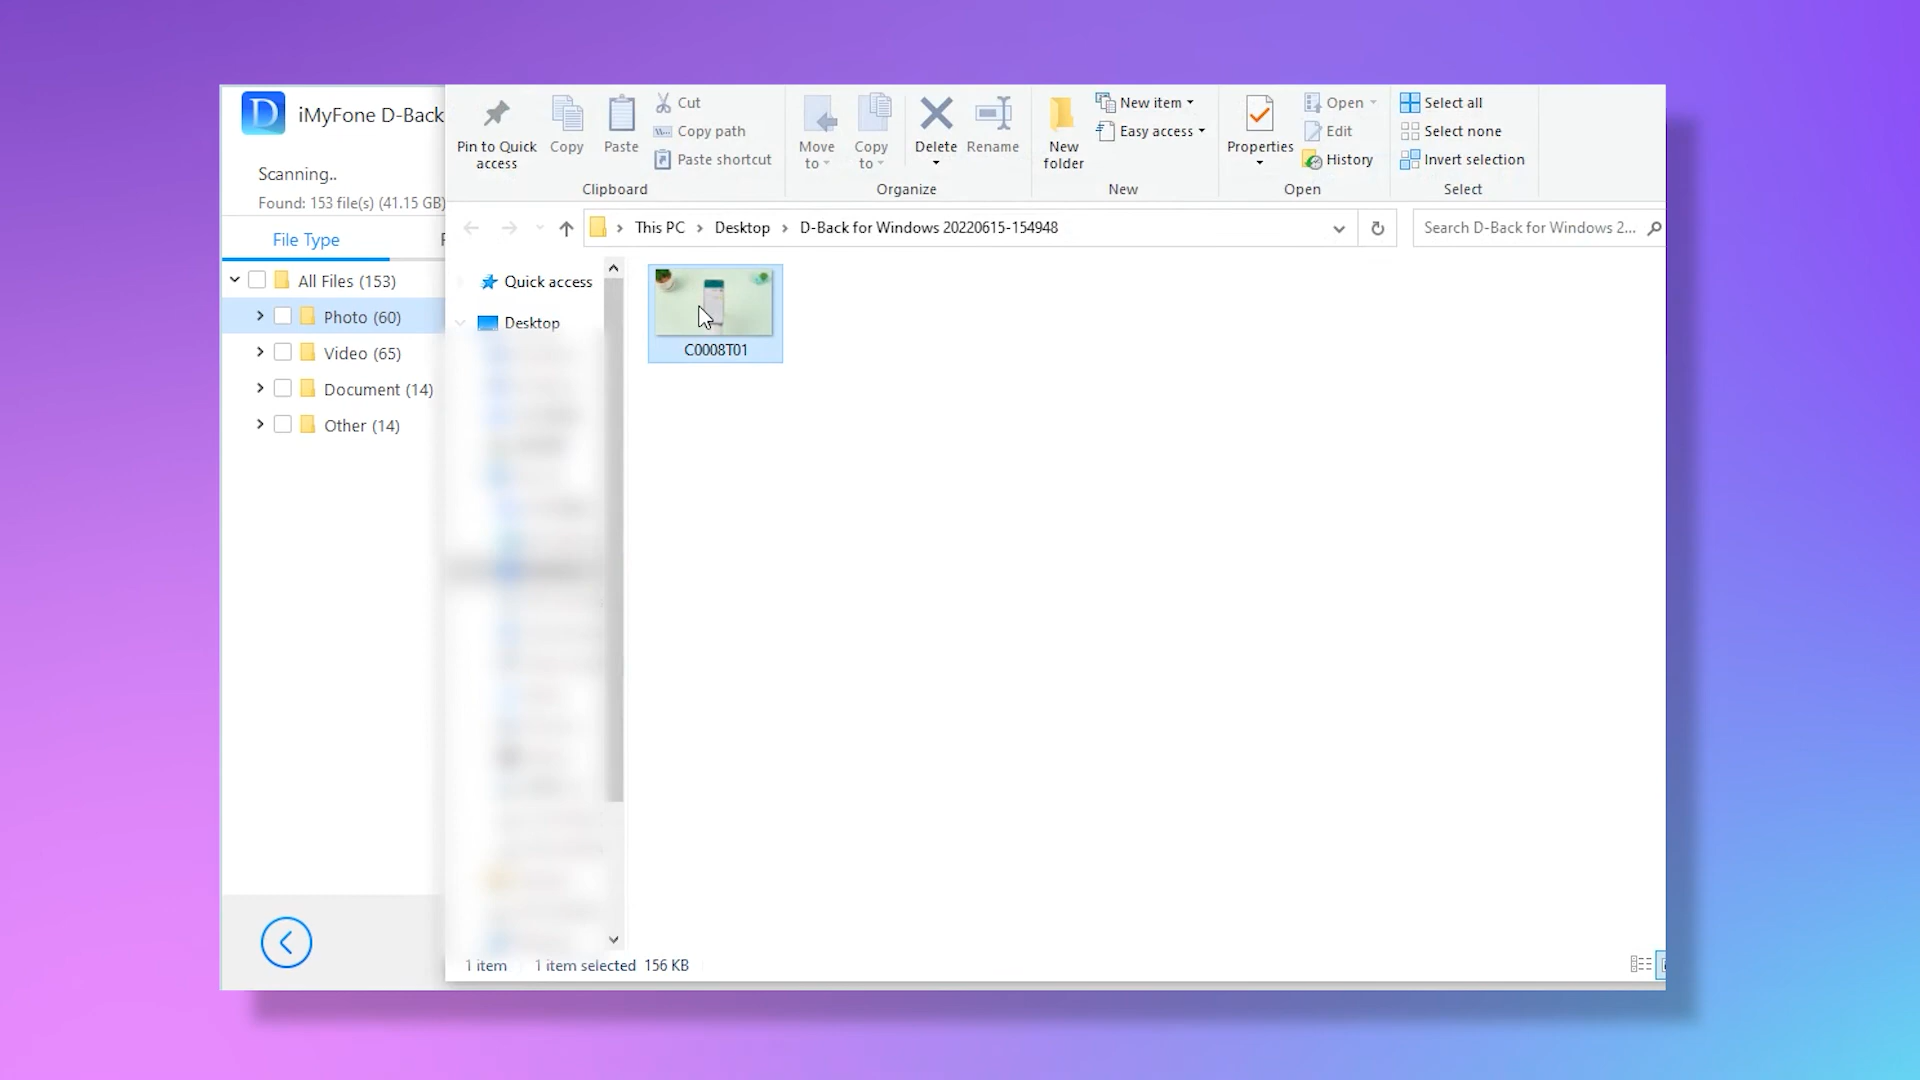 D iMyFone D-Back
Scanning..
Found: 153 file(s) (41.15 GB)
File Type
All Files (153)
Photo (60)
Video (65)
Document (14)
Other (14)
Pin to Quick access
Copy
Paste
Cut
Copy path
Paste shortcut
Clipboard
Move to
Copy to
Delete
Rename
Organize
New folder
New item
Easy access
New
Properties
Open
Edit
History
Open
Select all
Select none
Invert selection
Select
This PC > Desktop > D-Back for Windows 20220615-154948
Search D-Back for Windows 2...
Quick access
Desktop
C0008T01
1 item 1 item selected 156 KB